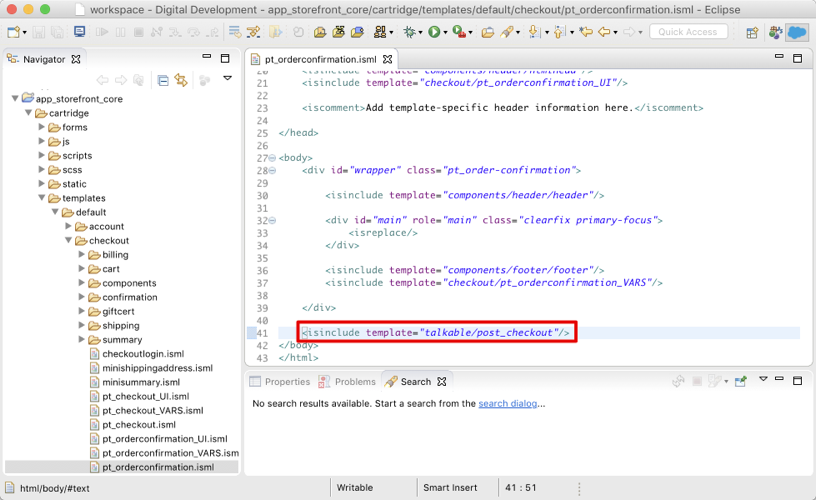 workspace - Digital Development - app_storefront_core/cartridge/templates/default/checkout/pt_orderconfirmation.isml - Eclipse
Quick Access
Navigator
app_storefront_core
cartridge
forms
js
scripts
scss
static
templates
default
account
checkout
billing
cart
components
confirmation
giftcert
shipping
summary
checkoutlogin.isml
minishippingaddress.isml
minisummary.isml
pt_checkout_UI.isml
pt_checkout_VARS.isml
pt_checkout.isml
pt_orderconfirmation_UI.isml
pt_orderconfirmation_VARS.ism
pt_orderconfirmation.isml
pt_orderconfirmation.isml
20 <isinclude template="components/header/htmlhead"/>
21 <isinclude template="checkout/pt_orderconfirmation_UI"/>
22
23 <iscomment>Add template-specific header information here.</iscomment>
24
25 </head>
26
27 <body>
28 <div id="wrapper" class="pt_order-confirmation">
29
30 <isinclude template="components/header/header"/>
31
32 <div id="main" role="main" class="clearfix primary-focus">
33 <isreplace/>
34 </div>
35
36 <isinclude template="components/footer/footer"/>
37 <isinclude template="checkout/pt_orderconfirmation_VARS"/>
38
39 </div>
40
41 <isinclude template="talkable/post_checkout"/>
42 </body>
43 </html>
Properties Problems Search
No search results available. Start a search from the search dialog...
html/body/#text Writable Smart Insert 41 : 51